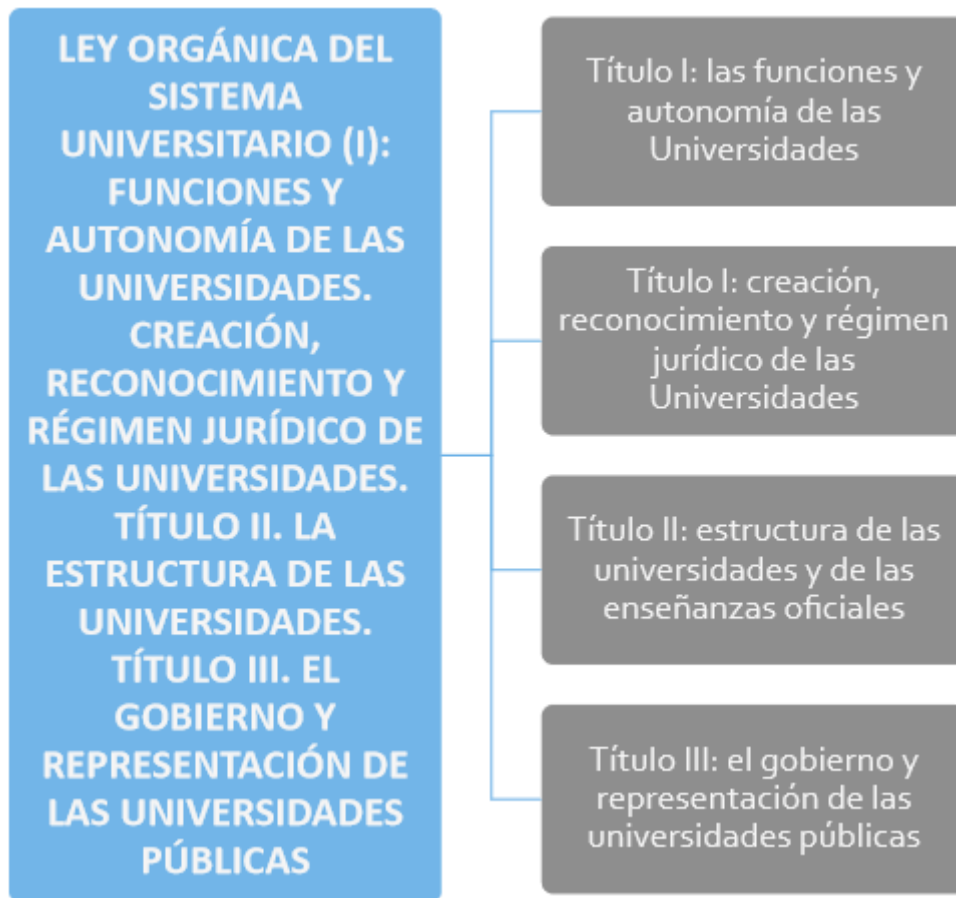 LEY ORGÁNICA DEL
SISTEMA
UNIVERSITARIO (I):
FUNCIONES Y
AUTONOMÍA DE LAS
UNIVERSIDADES.
CREACIÓN,
RECONOCIMIENTO Y
RÉGIMEN JURÍDICO DE
LAS UNIVERSIDADES.
TÍTULO II. LA
ESTRUCTURA DE LAS
UNIVERSIDADES.
TÍTULO III. EL
GOBIERNO Y
REPRESENTACIÓN DE
LAS UNIVERSIDADES
PÚBLICAS
Título I: las funciones y
autonomía de las
Universidades
Título I: creación,
reconocimiento y régimen
jurídico de las
Universidades
Título II: estructura de las
universidades y de las
enseñanzas oficiales
Título III: el gobierno y
representación de las
universidades públicas